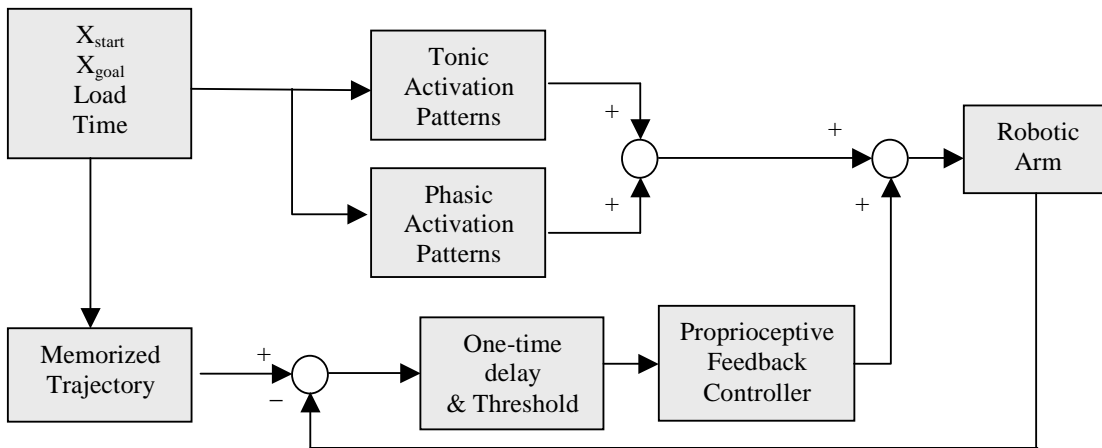 X_start
X_goal
Load
Time
Tonic
Activation
Patterns
+
+
Phasic
Activation
Patterns
+
+
Robotic
Arm
Memorized
Trajectory
+
−
One-time
delay
& Threshold
Proprioceptive
Feedback
Controller